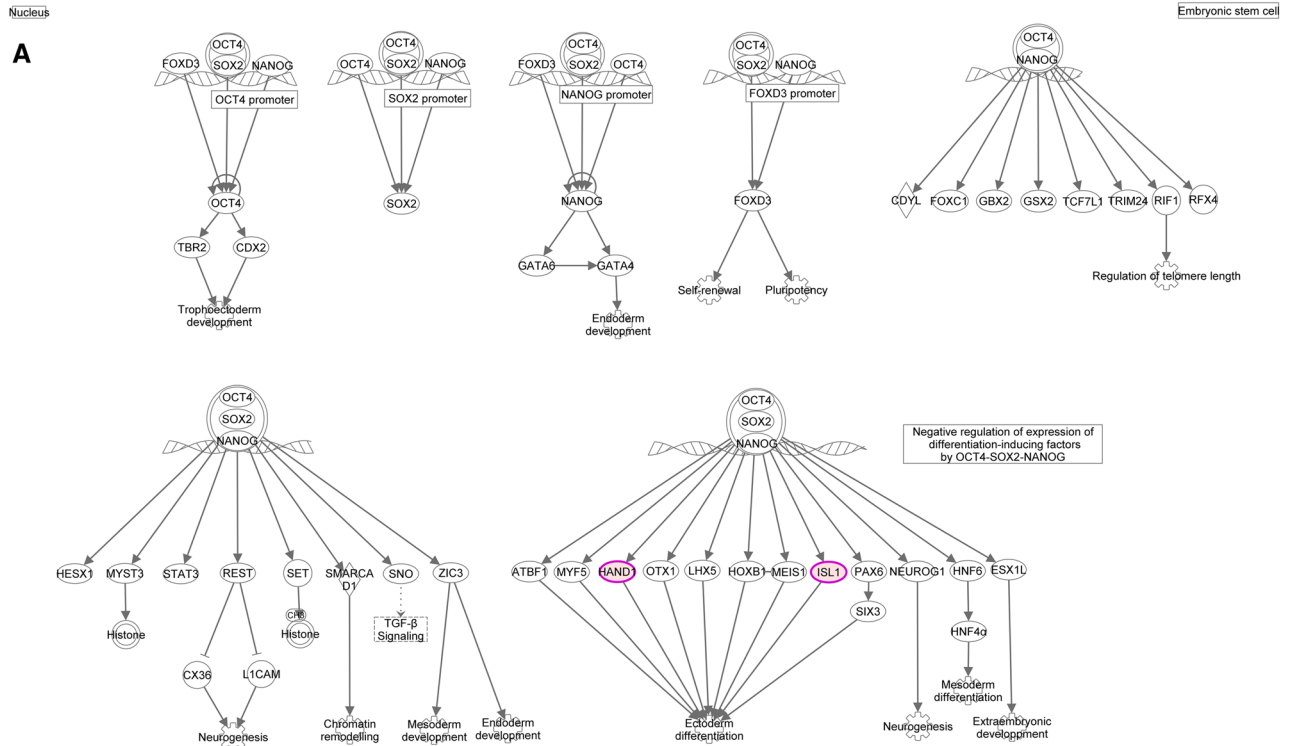 Nucleus
Embryonic stem cell
A
OCT4
FOXD3
SOX2
NANOG
OCT4 promoter
OCT4
TBR2
CDX2
Trophoectoderm
development
OCT4
OCT4
SOX2
NANOG
SOX2 promoter
SOX2
OCT4
FOXD3
SOX2
OCT4
NANOG promoter
NANOG
GATA6
GATA4
Endoderm
development
OCT4
SOX2
NANOG
FOXD3 promoter
FOXD3
Self-renewal
Pluripotency
OCT4
NANOG
CDYL
FOXC1
GBX2
GSX2
TCF7L1
TRIM24
RIF1
RFX4
Regulation of telomere length
OCT4
SOX2
NANOG
HESX1
MYST3
STAT3
REST
SET
SMARCA
D1
SNO
ZIC3
Histone
Histone
TGF-β
Signaling
CX36
L1CAM
Neurogenesis
Chromatin
remodelling
Mesoderm
development
Endoderm
development
OCT4
SOX2
NANOG
Negative regulation of expression of
differentiation-inducing factors
by OCT4-SOX2-NANOG
ATBF1
MYF5
HAND1
OTX1
LHX5
HOXB1
MEIS1
ISL1
PAX6
NEUROG1
HNF6
ESX1L
SIX3
HNF4α
Mesoderm
differentiation
Ectoderm
differentiation
Neurogenesis
Extraembryonic
developpment